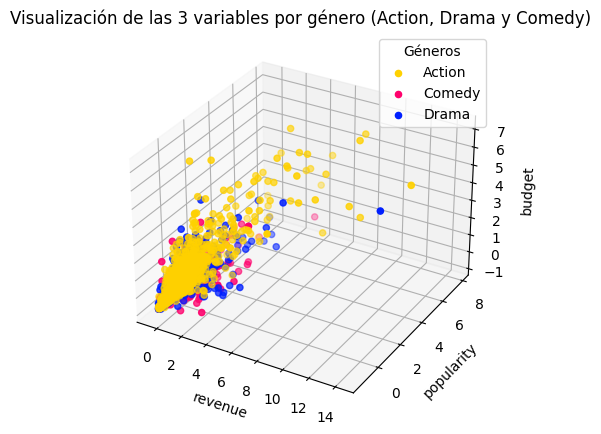 Visualización de las 3 variables por género (Action, Drama y Comedy)
Géneros
Action
Comedy
Drama
7
6
5
4
3
2
1
0
−1
budget
8
6
4
2
0
popularity
0 2 4 6 8 10 12 14
revenue